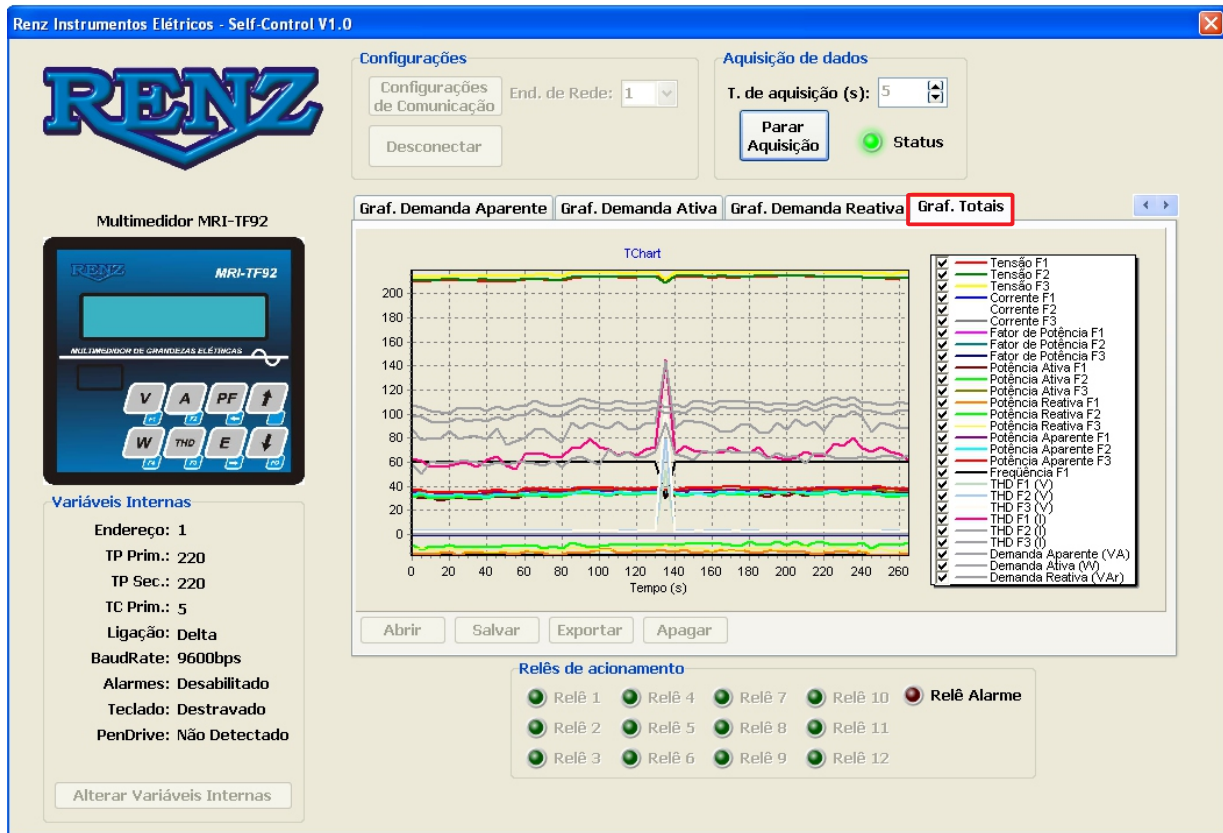 Renz Instrumentos Elétricos - Self-Control V1.0
RENZ
Configurações
Configurações
de Comunicação
End. de Rede: 1
Desconectar
Aquisição de dados
T. de aquisição (s): 5
Parar
Aquisição
Status
Multimedidor MRI-TF92
RENZ
MRI-TF92
MULTIMEDIDOR DE GRANDEZAS ELÉTRICAS
V A PF
F1 F2
W THD E
F4 F5
Graf. Demanda Aparente Graf. Demanda Ativa Graf. Demanda Reativa Graf. Totais
TChart
200
180
160
140
120
100
80
60
40
20
0
0 20 40 60 80 100 120 140 160 180 200 220 240 260
Tempo (s)
Tensão F1
Tensão F2
Tensão F3
Corrente F1
Corrente F2
Corrente F3
Fator de Potência F1
Fator de Potência F2
Fator de Potência F3
Potência Ativa F1
Potência Ativa F2
Potência Ativa F3
Potência Reativa F1
Potência Reativa F2
Potência Reativa F3
Potência Aparente F1
Potência Aparente F2
Potência Aparente F3
Freqüência F1
THD F1 (V)
THD F2 (V)
THD F3 (V)
THD F1 (I)
THD F2 (I)
THD F3 (I)
Demanda Aparente (VA)
Demanda Ativa (W)
Demanda Reativa (VAr)
Abrir Salvar Exportar Apagar
Variáveis Internas
Endereço: 1
TP Prim.: 220
TP Sec.: 220
TC Prim.: 5
Ligação: Delta
BaudRate: 9600bps
Alarmes: Desabilitado
Teclado: Destravado
PenDrive: Não Detectado
Alterar Variáveis Internas
Relês de acionamento
Relê 1 Relê 4 Relê 7 Relê 10 Relê Alarme
Relê 2 Relê 5 Relê 8 Relê 11
Relê 3 Relê 6 Relê 9 Relê 12